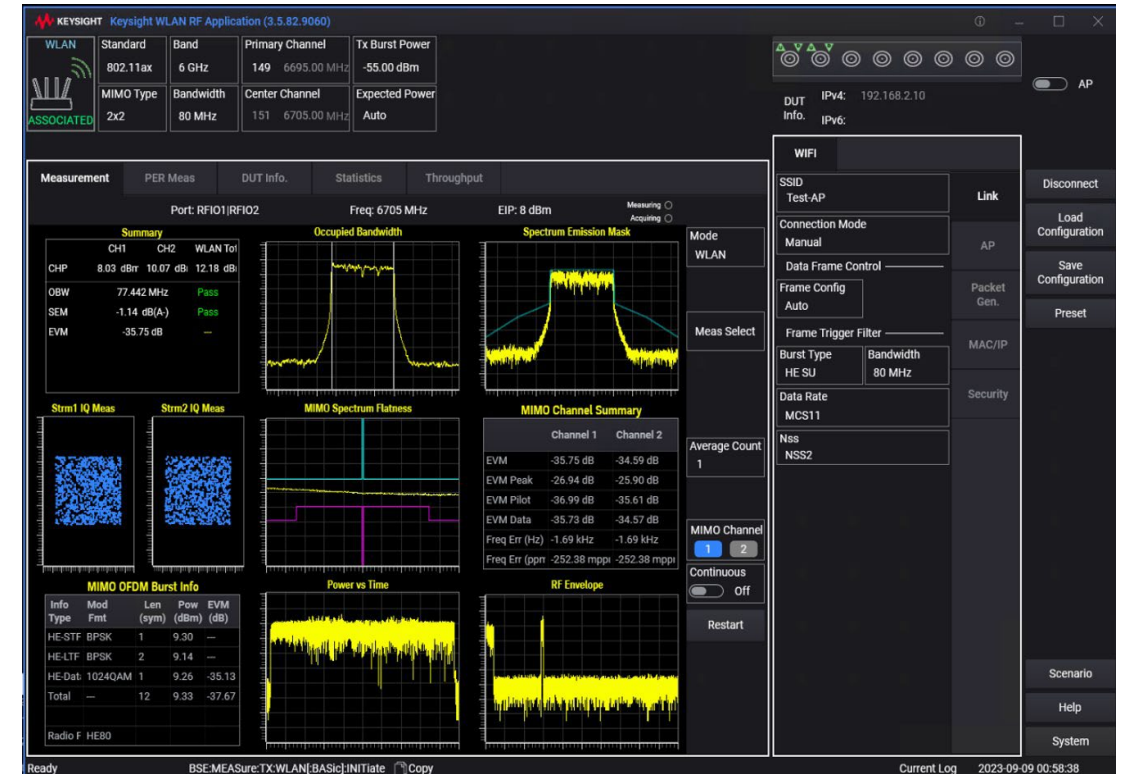 KEYSIGHT Keysight WLAN RF Application (3.5.82.9060)
WLAN
ASSOCIATED
Standard
802.11ax
Band
6 GHz
Primary Channel
149 6695.00 MHz
Tx Burst Power
-55.00 dBm
MIMO Type
2x2
Bandwidth
80 MHz
Center Channel
151 6705.00 MHz
Expected Power
Auto
DUT Info.
IPv4: 192.168.2.10
IPv6:
AP
Measurement PER Meas DUT Info. Statistics Throughput
Port: RFIO1|RFIO2 Freq: 6705 MHz EIP: 8 dBm
Measuring
Acquiring
Summary
CH1 CH2 WLAN Tot
CHP 8.03 dBm 10.07 dB 12.18 dB
OBW 77.442 MHz Pass
SEM -1.14 dB(A-) Pass
EVM -35.75 dB ---
Occupied Bandwidth
Spectrum Emission Mask
Mode
WLAN
Meas Select
Strm1 IQ Meas
Strm2 IQ Meas
MIMO Spectrum Flatness
MIMO Channel Summary
Channel 1 Channel 2
EVM -35.75 dB -34.59 dB
EVM Peak -26.94 dB -25.90 dB
EVM Pilot -36.99 dB -35.61 dB
EVM Data -35.73 dB -34.57 dB
Freq Err (Hz) -1.69 kHz -1.69 kHz
Freq Err (ppm -252.38 mpp -252.38 mpp
Average Count
1
MIMO Channel
1 2
Continuous
Off
Restart
MIMO OFDM Burst Info
Info Type Mod Fmt Len (sym) Pow (dBm) EVM (dB)
HE-STF BPSK 1 9.30 ---
HE-LTF BPSK 2 9.14 ---
HE-Dat 1024QAM 1 9.26 -35.13
Total --- 12 9.33 -37.67
Radio F HE80
Power vs Time
RF Envelope
WIFI
SSID
Test-AP
Connection Mode
Manual
Data Frame Control
Frame Config
Auto
Frame Trigger Filter
Burst Type
HE SU
Bandwidth
80 MHz
Data Rate
MCS11
Nss
NSS2
Link
AP
Packet Gen.
MAC/IP
Security
Disconnect
Load Configuration
Save Configuration
Preset
Scenario
Help
System
Ready BSE:MEASure:TX:WLAN[:BASic]:INITiate Copy Current Log 2023-09-09 00:58:38